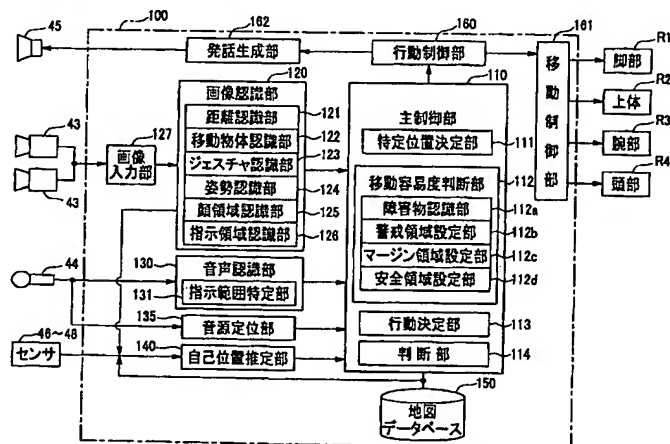 45
100
162
160
161
R1
発話生成部
行動制御部
移動制御部
脚部
R2
上体
R3
腕部
R4
頭部
120
110
画像認識部
距離認識部
121
移動物体認識部
122
ジェスチャ認識部
123
姿勢認識部
124
顔領域認識部
125
指示領域認識部
126
43
43
127
画像
入力部
主制御部
特定位置決定部
111
移動容易度判断部
112
障害物認識部
112a
警戒領域設定部
112b
マージン領域設定部
112c
安全領域設定部
112d
行動決定部
113
判断部
114
44
130
音声認識部
131
指示範囲特定部
135
音源定位部
46~48
センサ
140
自己位置推定部
150
地図
データベース